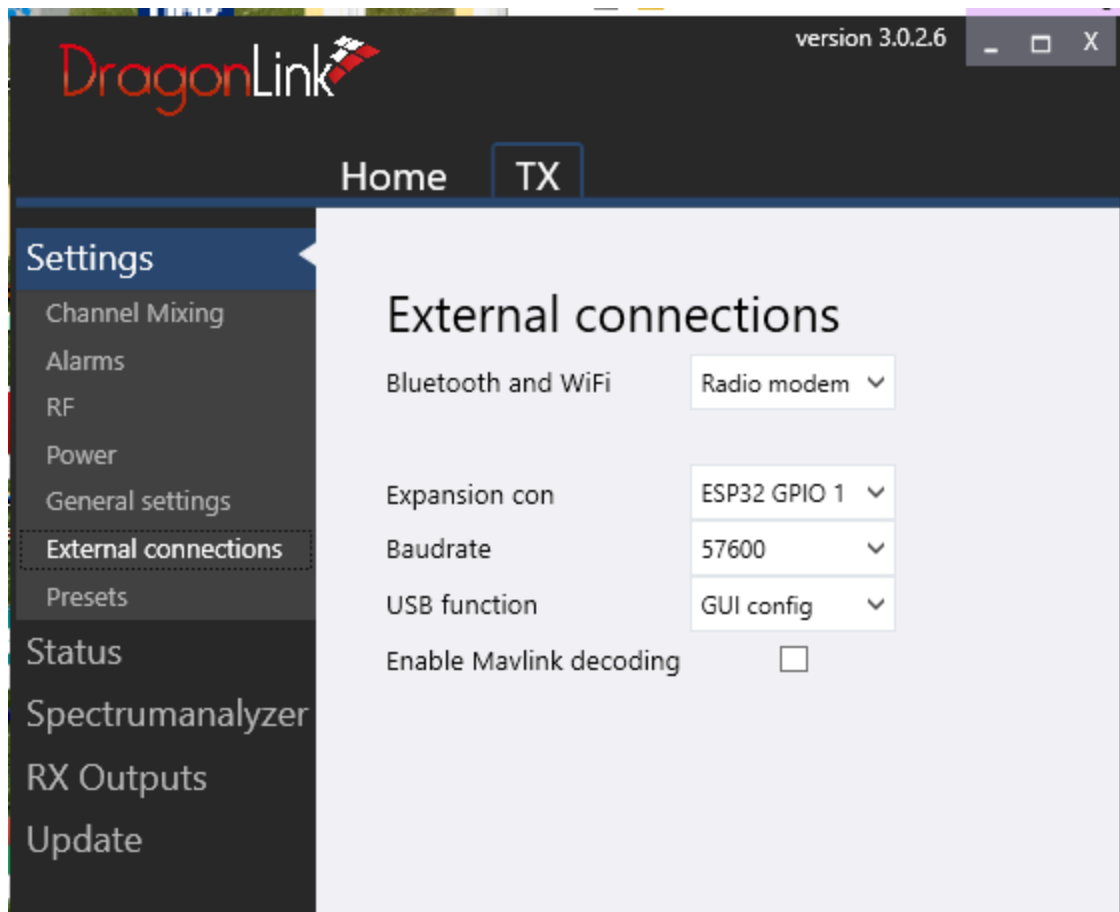 version 3.0.2.6
X
DragonLink
Home
TX
Settings
Channel Mixing
Alarms
RF
Power
General settings
External connections
Presets
Status
Spectrumanalyzer
RX Outputs
Update
External connections
Bluetooth and WiFi Radio modem
Expansion con ESP32 GPIO 1
Baudrate 57600
USB function GUI config
Enable Mavlink decoding